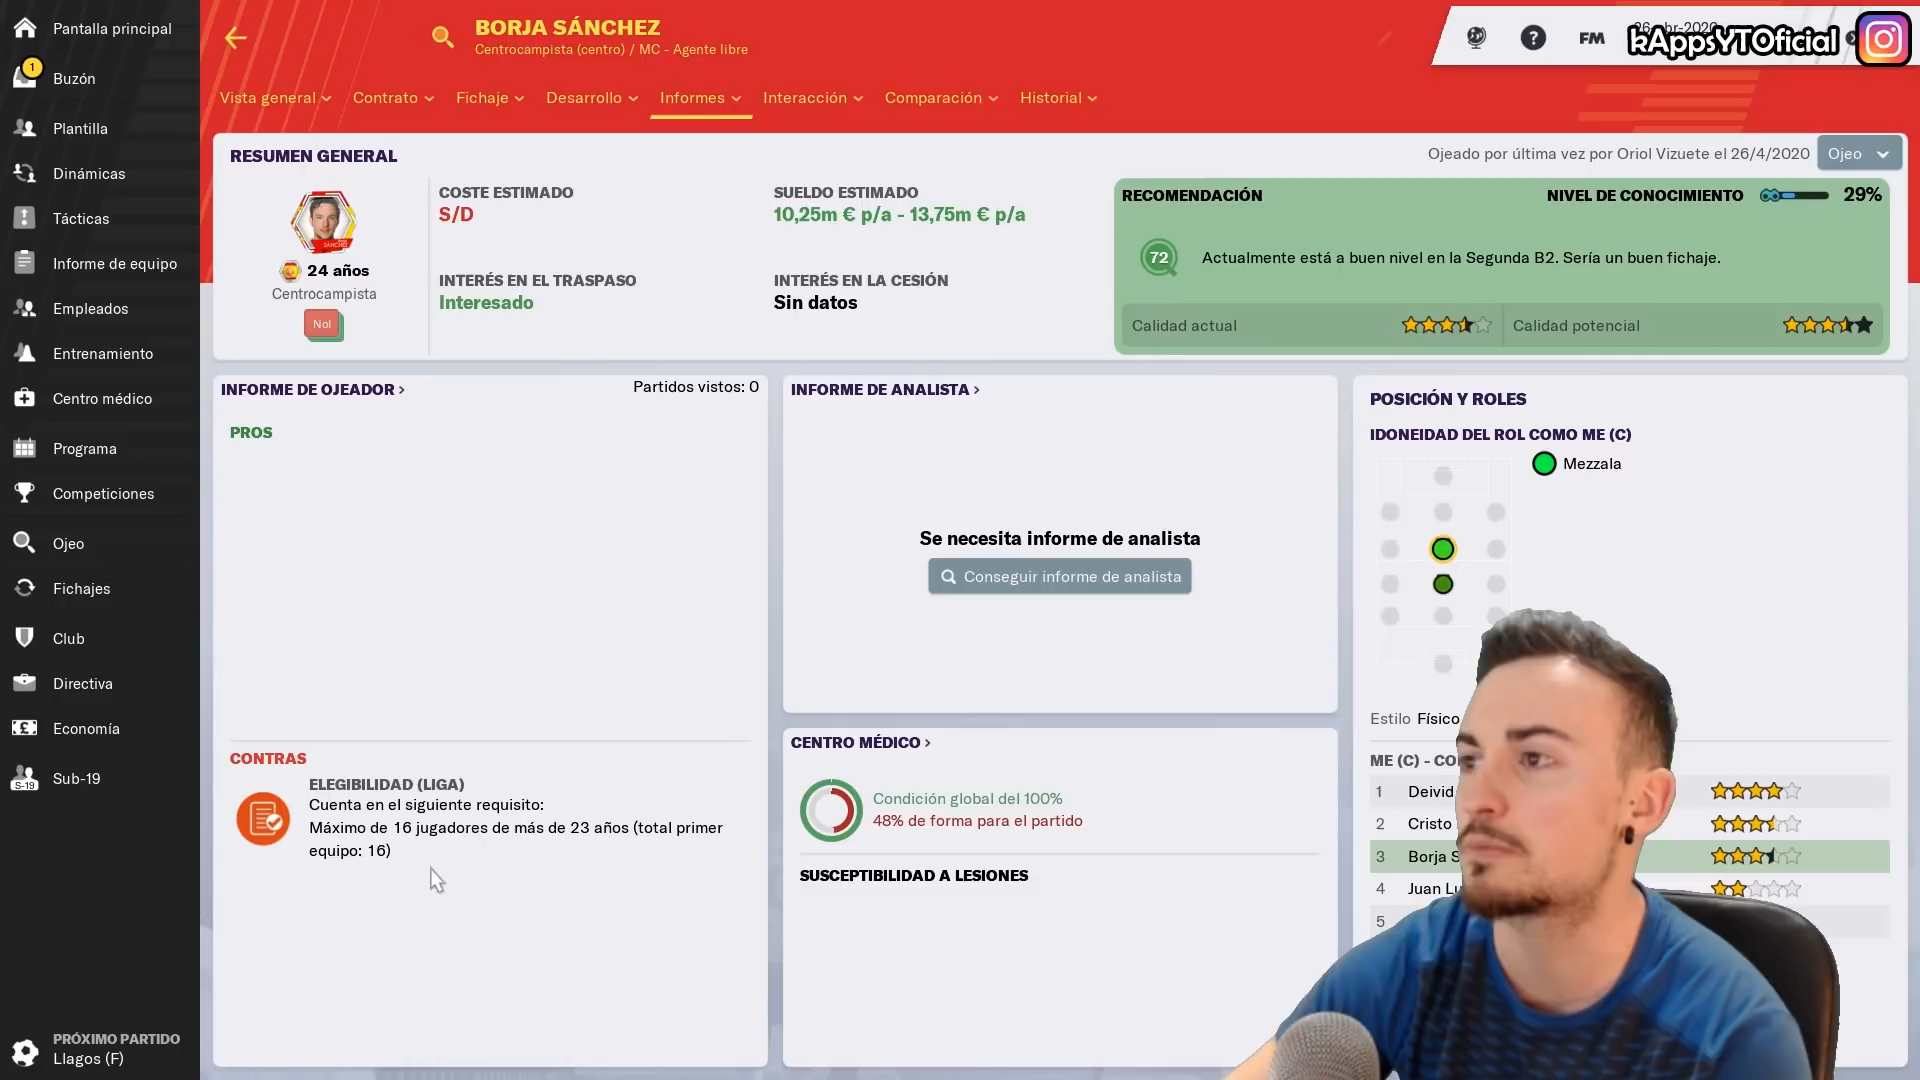 Pantalla principal
1
Buzón
Plantilla
Dinámicas
Tácticas
Informe de equipo
Empleados
Entrenamiento
Centro médico
Programa
Competiciones
Ojeo
Fichajes
Club
Directiva
Economía
S-19
Sub-19
PRÓXIMO PARTIDO
Llagos (F)
BORJA SÁNCHEZ
Centrocampista (centro) / MC - Agente libre
FM
kAppsYTOficial
Vista general
Contrato
Fichaje
Desarrollo
Informes
Interacción
Comparación
Historial
RESUMEN GENERAL
Ojeado por última vez por Oriol Vizuete el 26/4/2020
Ojeo
SÁNCHEZ
24 años
Centrocampista
NoI
COSTE ESTIMADO
S/D
SUELDO ESTIMADO
10,25m € p/a - 13,75m € p/a
INTERÉS EN EL TRASPASO
Interesado
INTERÉS EN LA CESIÓN
Sin datos
RECOMENDACIÓN
NIVEL DE CONOCIMIENTO
29%
72
Actualmente está a buen nivel en la Segunda B2. Sería un buen fichaje.
Calidad actual
Calidad potencial
INFORME DE OJEADOR >
Partidos vistos: 0
PROS
CONTRAS
ELEGIBILIDAD (LIGA)
Cuenta en el siguiente requisito:
Máximo de 16 jugadores de más de 23 años (total primer
equipo: 16)
INFORME DE ANALISTA >
Se necesita informe de analista
Conseguir informe de analista
CENTRO MÉDICO >
Condición global del 100%
48% de forma para el partido
SUSCEPTIBILIDAD A LESIONES
POSICIÓN Y ROLES
IDONEIDAD DEL ROL COMO ME (C)
Mezzala
Estilo Físico
ME (C) - CO
1 Deivid
2 Cristo
3 Borja S
4 Juan Lu
5